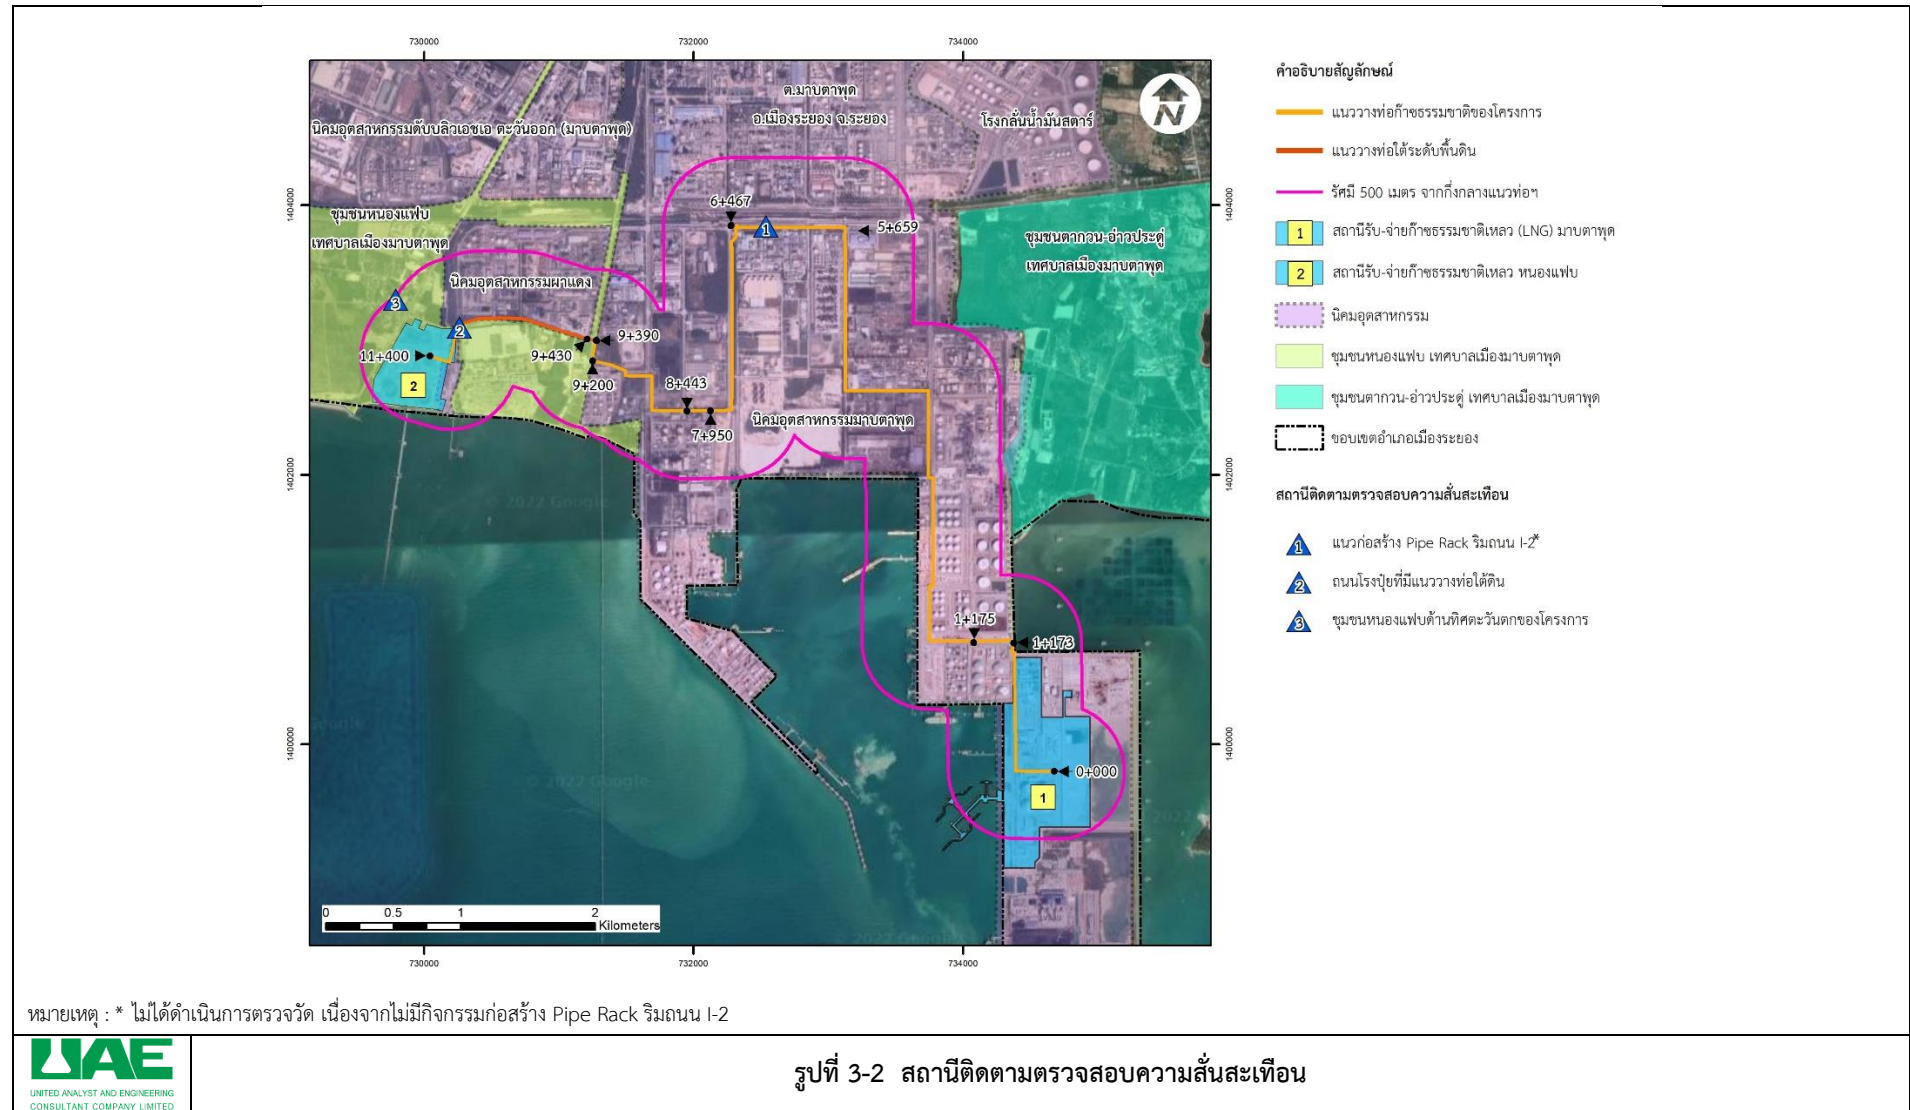 730000
732000
734000
1404000
1404000
1402000
1402000
1400000
1400000
730000
732000
734000
ต.มาบตาพุด
อ.เมืองระยอง จ.ระยอง
โรงกลั่นน้ำมันสตาร์
นิคมอุตสาหกรรมดับบลิวเอชเอ ตะวันออก (มาบตาพุด)
N
ชุมชนหนองแฟบ
เทศบาลเมืองมาบตาพุด
6+467
1
5+659
ชุมชนตากวน-อ่าวประดู่
เทศบาลเมืองมาบตาพุด
นิคมอุตสาหกรรมผาแดง
3
2
9+390
9+430
11+400
9+200
2
8+443
7+950
นิคมอุตสาหกรรมมาบตาพุด
© 2022 Google
1+175
1+173
Google
© 2022 Google
0+000
1
© 2022
2022 Google
0
0.5
1
2
Kilometers
คำอธิบายสัญลักษณ์
แนววางท่อก๊าซธรรมชาติของโครงการ
แนววางท่อใต้ระดับพื้นดิน
รัศมี 500 เมตร จากกึ่งกลางแนวท่อฯ
1 สถานีรับ-จ่ายก๊าซธรรมชาติเหลว (LNG) มาบตาพุด
2 สถานีรับ-จ่ายก๊าซธรรมชาติเหลว หนองแฟบ
นิคมอุตสาหกรรม
ชุมชนหนองแฟบ เทศบาลเมืองมาบตาพุด
ชุมชนตากวน-อ่าวประดู่ เทศบาลเมืองมาบตาพุด
ขอบเขตอำเภอเมืองระยอง
สถานีติดตามตรวจสอบความสั่นสะเทือน
1 แนวก่อสร้าง Pipe Rack ริมถนน I-2*
2 ถนนโรงปุ๋ยที่มีแนววางท่อใต้ดิน
3 ชุมชนหนองแฟบด้านทิศตะวันตกของโครงการ
หมายเหตุ : * ไม่ได้ดำเนินการตรวจวัด เนื่องจากไม่มีกิจกรรมก่อสร้าง Pipe Rack ริมถนน I-2
UAE
UNITED ANALYST AND ENGINEERING
CONSULTANT COMPANY LIMITED
รูปที่ 3-2 สถานีติดตามตรวจสอบความสั่นสะเทือน